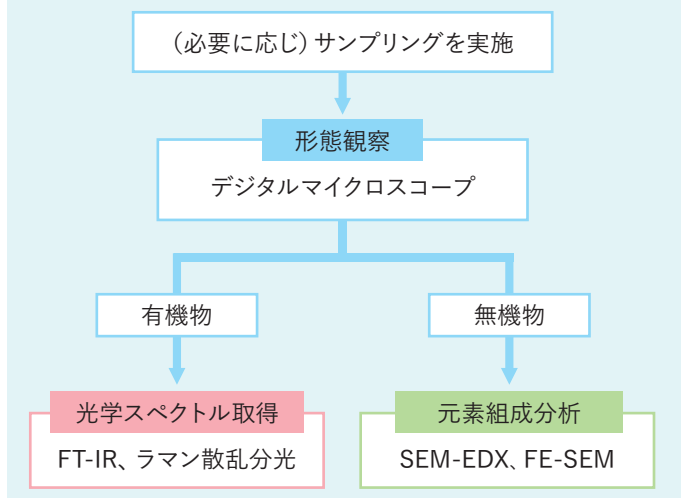 （必要に応じ）サンプリングを実施
形態観察
デジタルマイクロスコープ
有機物
無機物
光学スペクトル取得
FT-IR、ラマン散乱分光
元素組成分析
SEM-EDX、FE-SEM